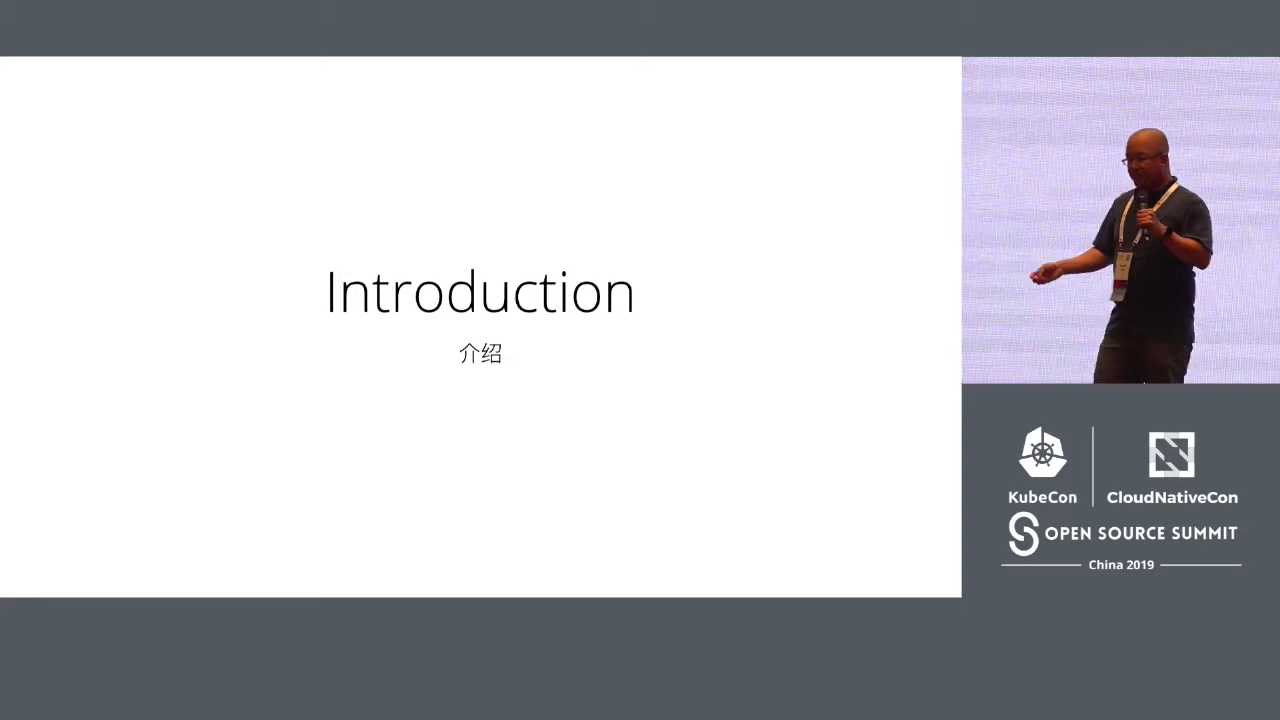 Introduction
介绍
KubeCon
CloudNativeCon
OPEN SOURCE SUMMIT
China 2019